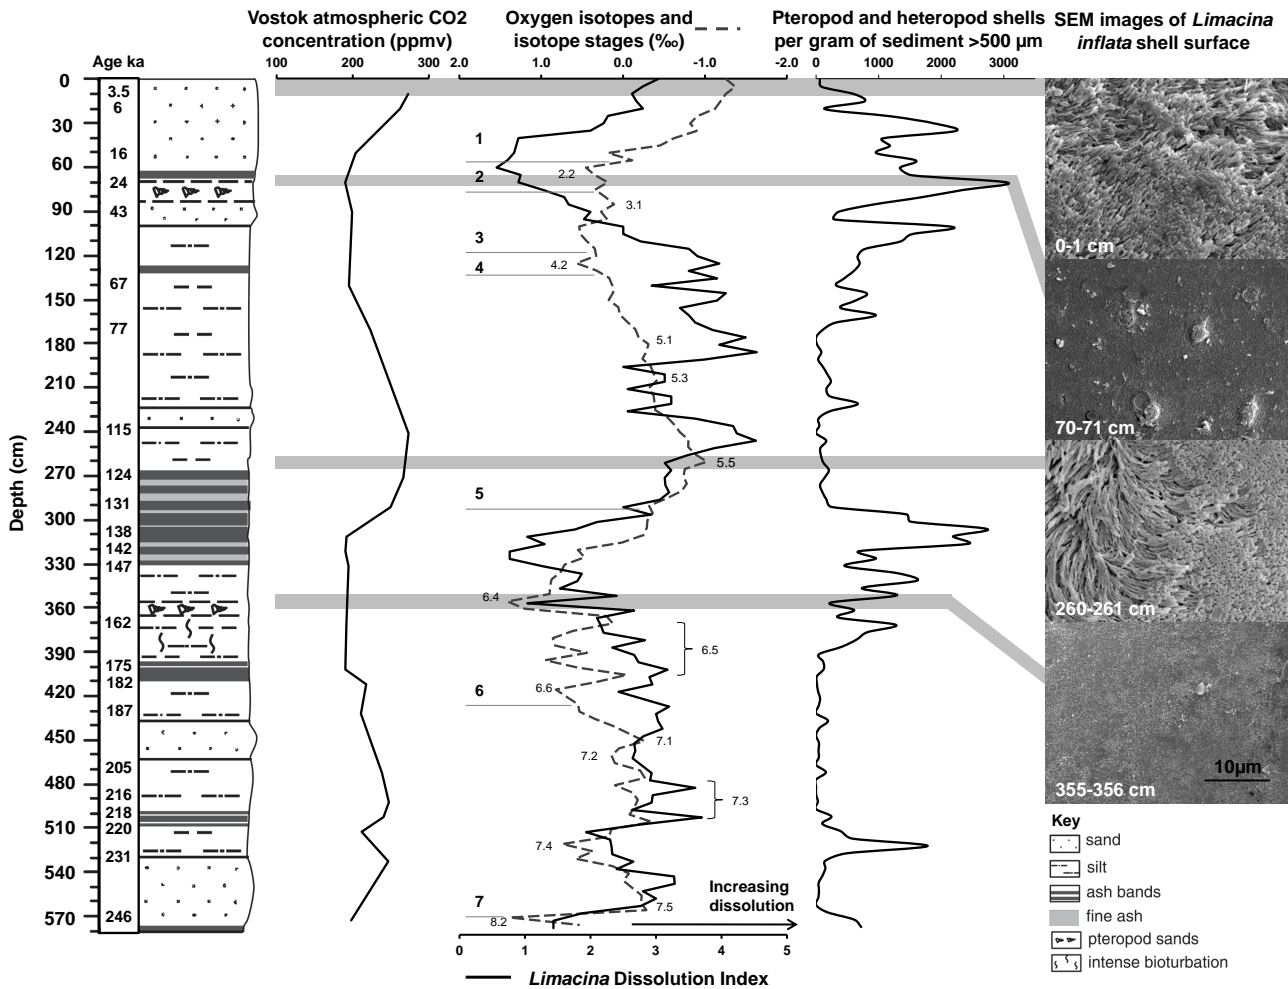 Vostok atmospheric CO2
concentration (ppmv)
Oxygen isotopes and
isotope stages (‰)
Pteropod and heteropod shells
per gram of sediment >500 µm
SEM images of Limacina
inflata shell surface
Age ka
100 200 300
2.0 1.0 0.0 -1.0 -2.0
0 1000 2000 3000
Depth (cm)
0
30
60
90
120
150
180
210
240
270
300
330
360
390
420
450
480
510
540
570
3.5
6
16
24
43
67
77
115
124
131
138
142
147
162
175
182
187
205
216
218
220
231
246
1
2
3
4
5
6
7
2.2
3.1
4.2
5.1
5.3
5.5
6.4
6.5
6.6
7.1
7.2
7.3
7.4
7.5
8.2
Increasing
dissolution
0 1 2 3 4 5
Limacina Dissolution Index
0-1 cm
70-71 cm
260-261 cm
10µm
355-356 cm
Key
sand
silt
ash bands
fine ash
pteropod sands
intense bioturbation